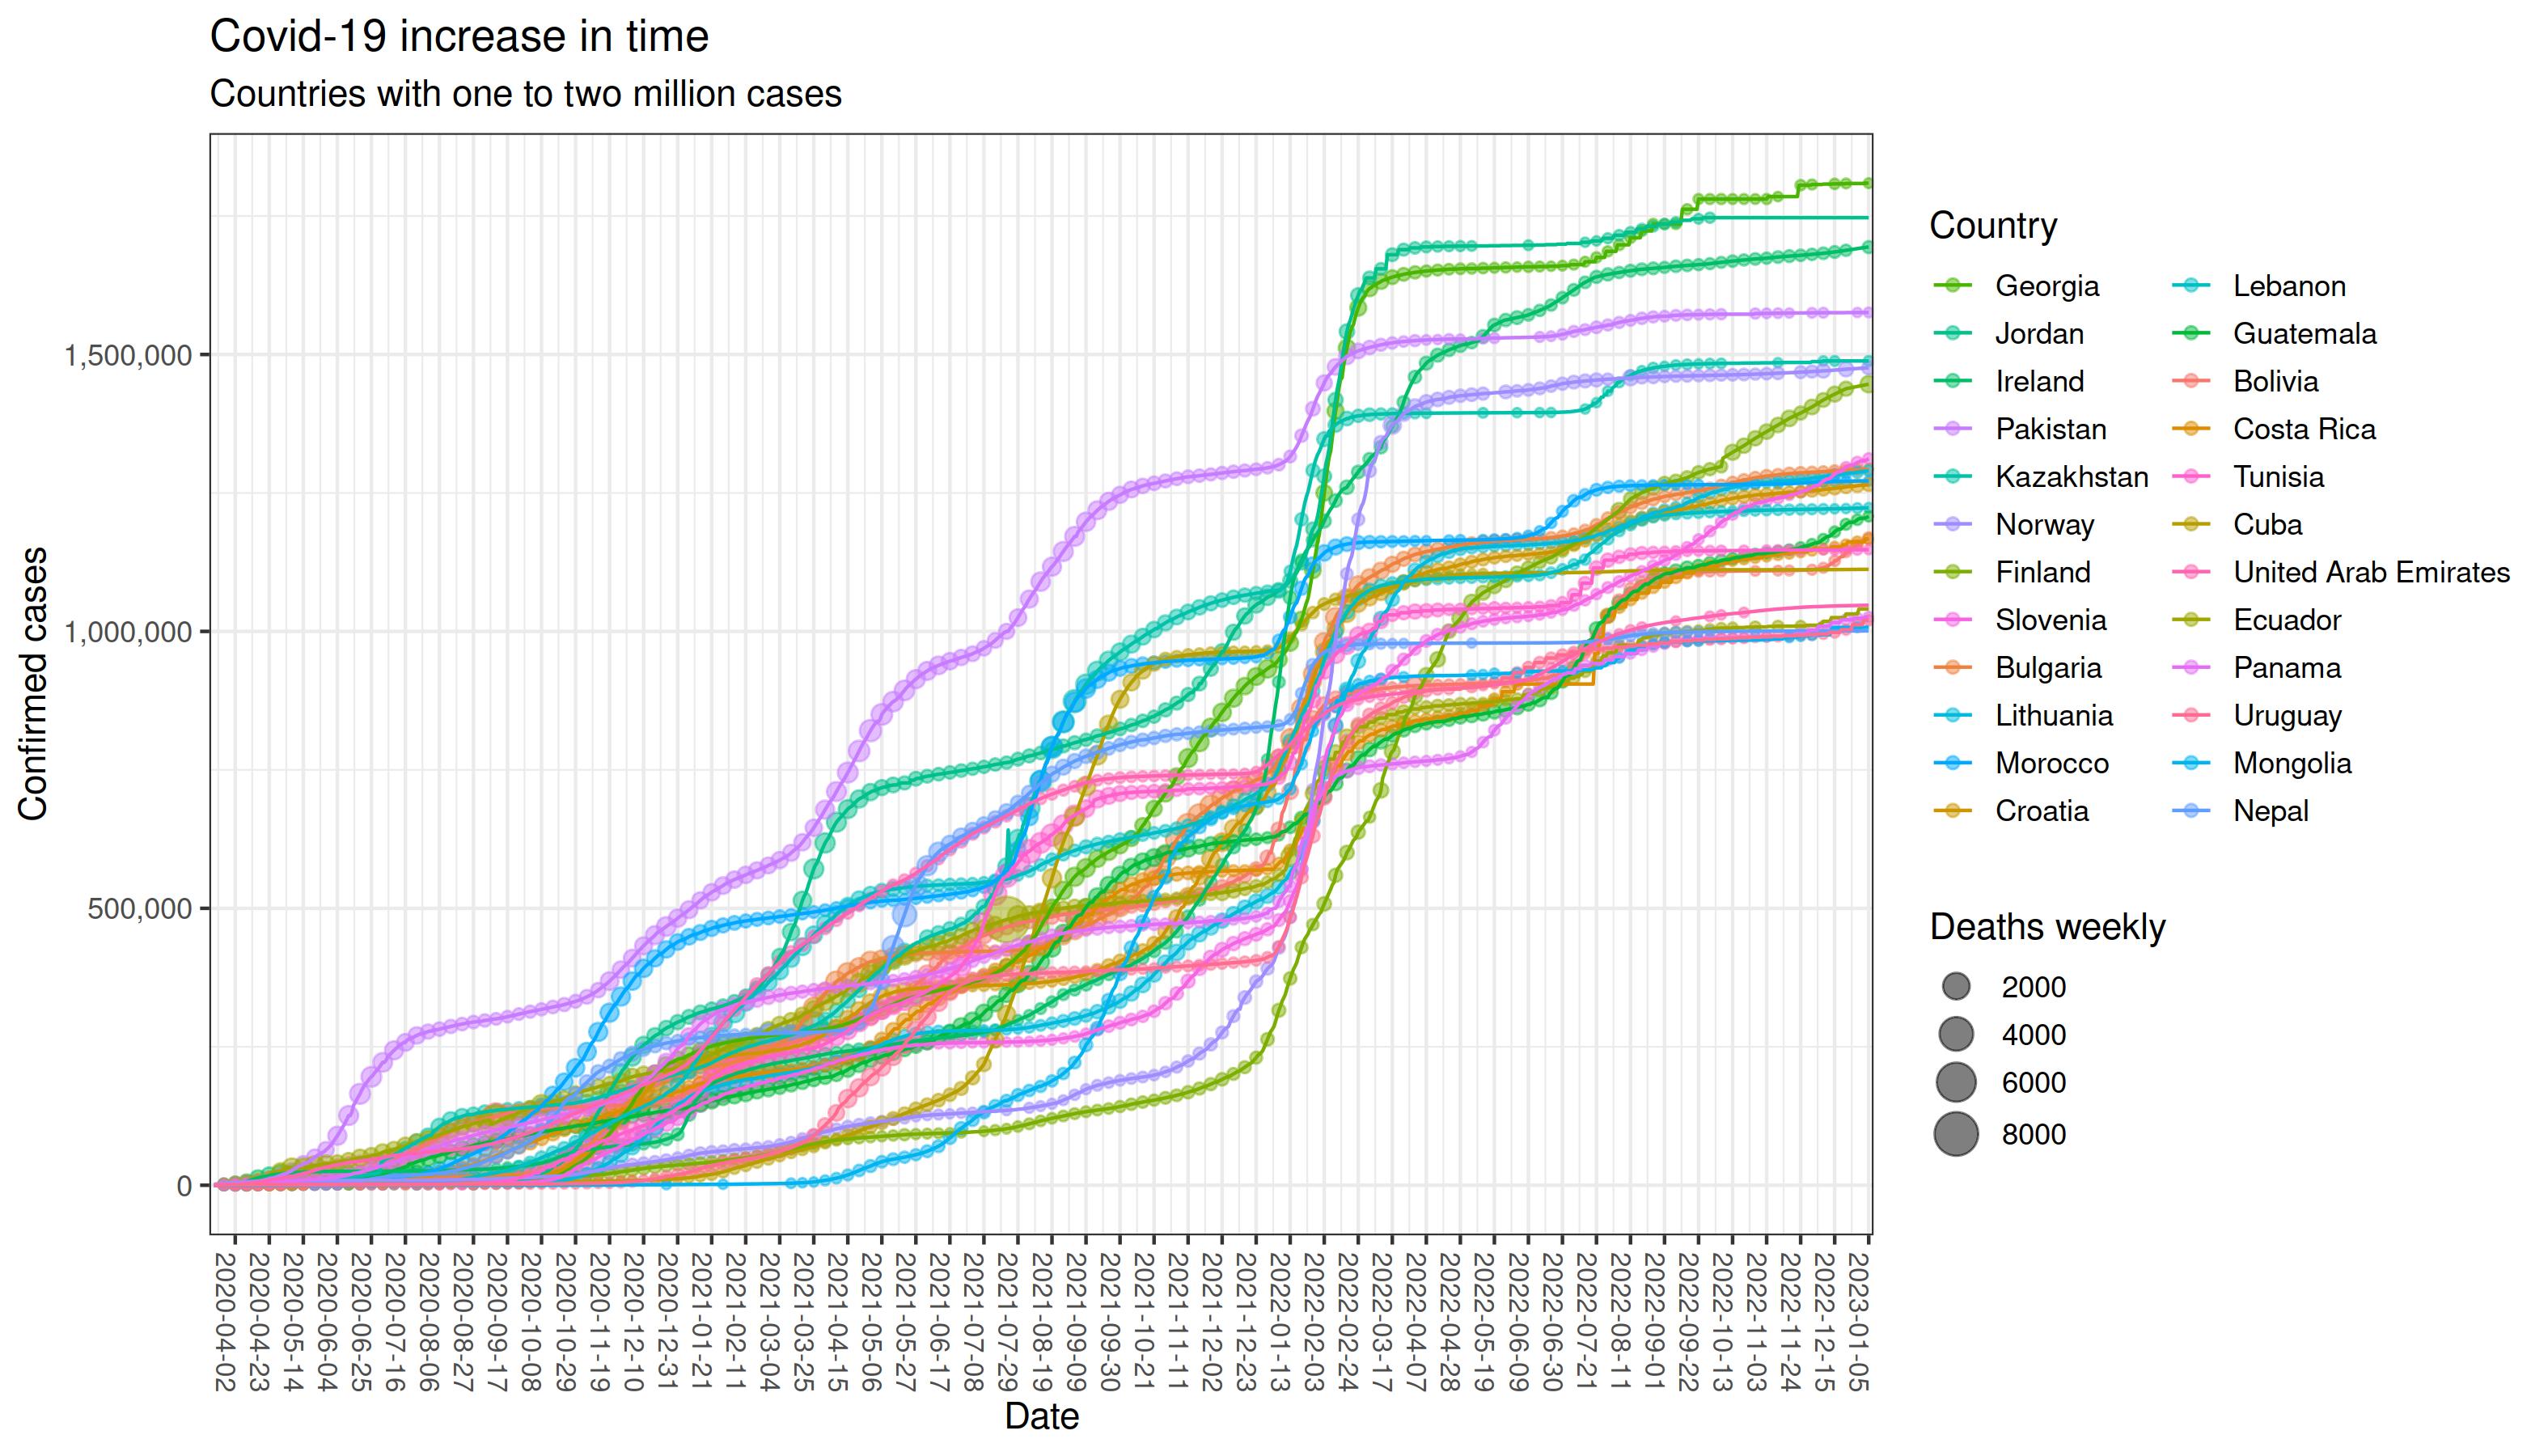 Covid-19 increase in time
Countries with one to two million cases
Confirmed cases
1,500,000
1,000,000
500,000
0
2020-04-02
2020-04-23
2020-05-14
2020-06-04
2020-06-25
2020-07-16
2020-08-06
2020-08-27
2020-09-17
2020-10-08
2020-10-29
2020-11-19
2020-12-10
2020-12-31
2021-01-21
2021-02-11
2021-03-04
2021-03-25
2021-04-15
2021-05-06
2021-05-27
2021-06-17
2021-07-08
2021-07-29
2021-08-19
2021-09-09
2021-09-30
2021-10-21
2021-11-11
2021-12-02
2021-12-23
2022-01-13
2022-02-03
2022-02-24
2022-03-17
2022-04-07
2022-04-28
2022-05-19
2022-06-09
2022-06-30
2022-07-21
2022-08-11
2022-09-01
2022-09-22
2022-10-13
2022-11-03
2022-11-24
2022-12-15
2023-01-05
Date
Country
Georgia
Jordan
Ireland
Pakistan
Kazakhstan
Norway
Finland
Slovenia
Bulgaria
Lithuania
Morocco
Croatia
Lebanon
Guatemala
Bolivia
Costa Rica
Tunisia
Cuba
United Arab Emirates
Ecuador
Panama
Uruguay
Mongolia
Nepal
Deaths weekly
2000
4000
6000
8000